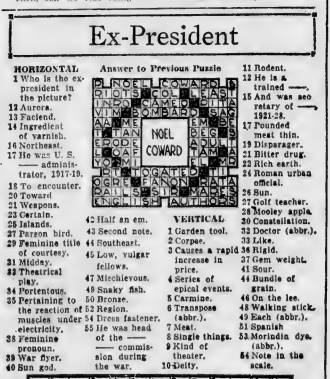 Ex-President
HORIZONTAL
1 Who is the ex-
president in
the picture?
12 Aurora.
13 Faciend.
14 Ingredient
of varnish.
16 Northeast.
17 He was U. S.
—— adminis-
trator, 1917-19.
18 To encounter.
20 Toward
21 Weapons.
23 Certain.
25 Islands.
27 Parson bird.
29 Feminine title
of courtesy.
31 Midday.
33 Theatrical
play.
34 Portentous.
35 Pertaining to
the reaction of
muscles under
electricity.
38 Feminine
pronoun.
39 War flyer.
40 Sun god.
Answer to Previous Puzzle
NOEL
COWARD
42 Half an em.
43 Second note.
44 Southeast.
45 Low, vulgar
fellows.
47 Mischievous.
49 Snaky fish.
50 Bronze.
52 Region.
54 Dress fastener.
55 He was head
of the ——
commis-
sion during
the war.
VERTICAL
1 Garden tool.
2 Corpse.
3 Causes a rapid
increase in
price.
4 Series of
epical events.
5 Carmine.
6 Transpose
(abbr.).
7 Meat.
8 Single things.
9 Kind of
theater.
10 Deity.
11 Rodent.
12 He is a
trained ——.
15 And was sec
retary of ——
1921-28.
17 Pounded
meat thin.
19 Disparager.
21 Bitter drug.
22 Rich earth.
24 Roman urban
official.
26 Sun.
27 Golf teacher.
28 Mooley apple.
30 Constellation.
32 Doctor (abbr.).
33 Like.
36 Rigid.
37 Gem weight.
41 Sour.
44 Bundle of
grain.
46 On the lee.
48 Walking stick.
49 Each (abbr.).
51 Spanish
53 Morindin dye
(abbr.).
54 Note in the
scale.